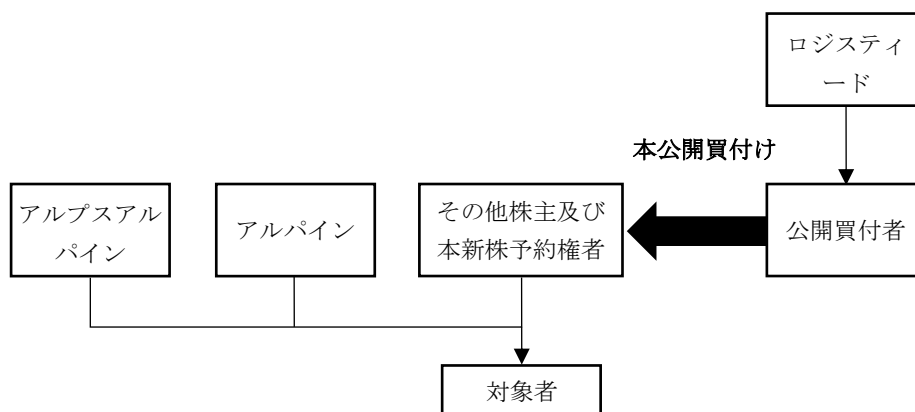 ロジスティ
ード
本公開買付け
アルプスアル
パイン
アルパイン
その他株主及び
本新株予約権者
公開買付者
対象者